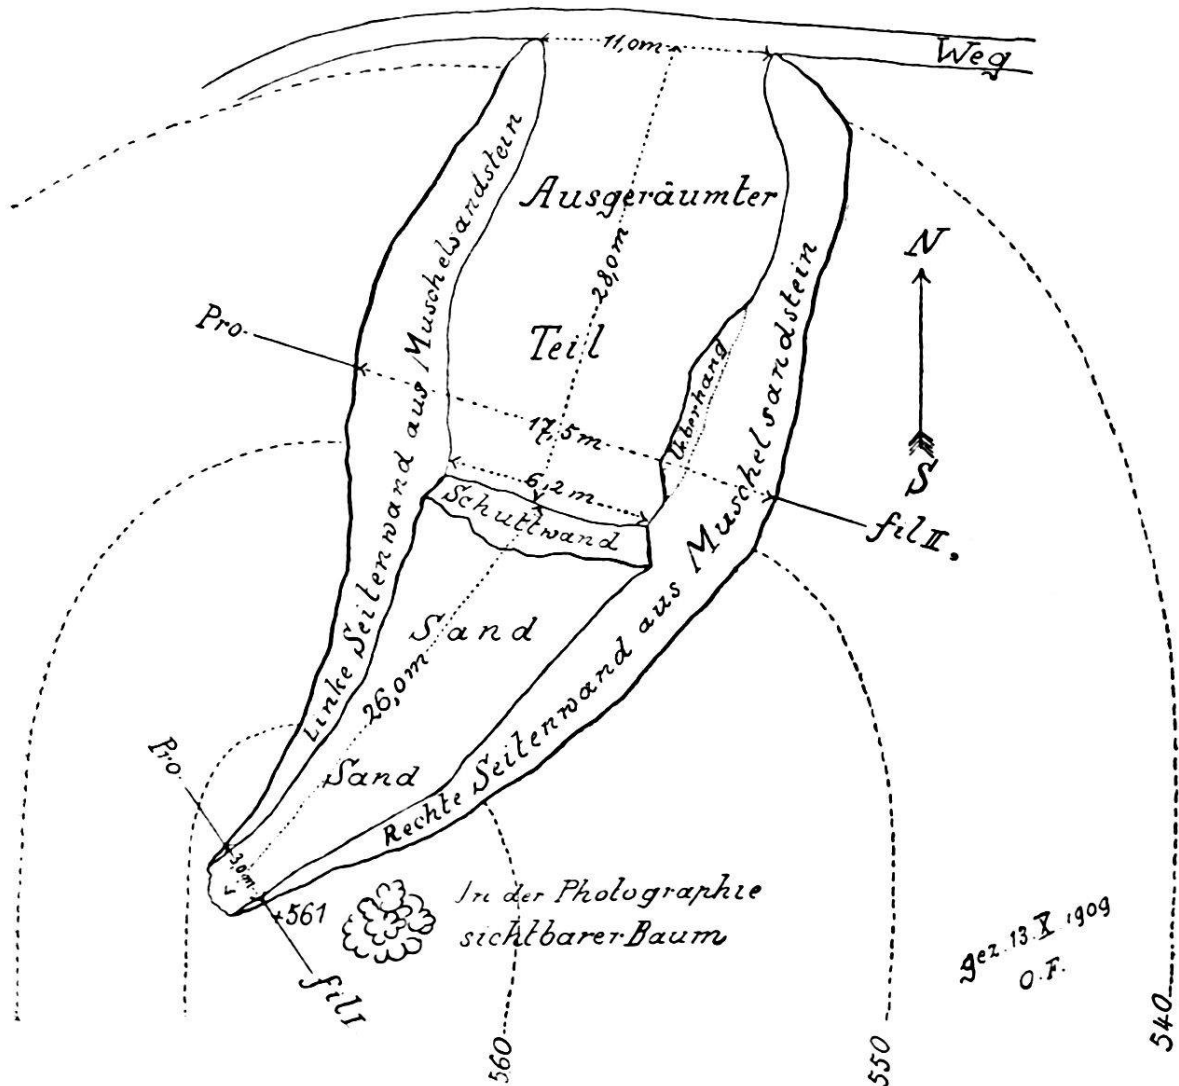 11,0m
Weg
Ausgeräumter
28,0m
N
Pro-
Teil
Ueberhand
17,5m
6,2m
S
Schuttwand
fil II,
Linke Seitenwand aus Muschelsandstein
Rechte Seitenwand aus Muschelsandstein
Sand
26,0m
Pro
Sand
3,0m
+561
In der Photographie
sichtbarer Baum
fil I
gez. 13. X. 1909
O.F.
560
550
540